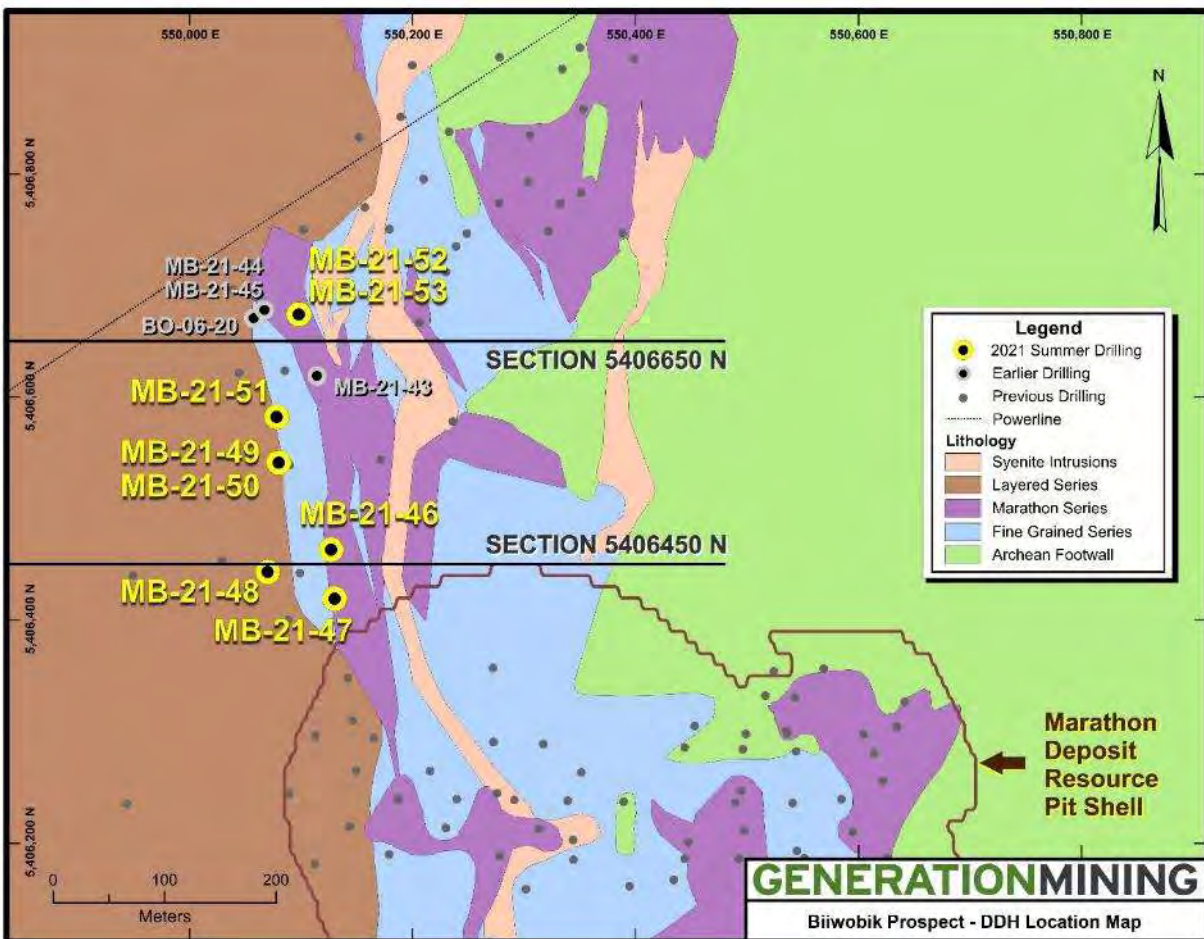 550,000 E
550,200 E
550,400 E
550,600 E
550,800 E
N
5,406,800 N
MB-21-44
MB-21-45
BO-06-20
MB-21-52
MB-21-53
SECTION 5406650 N
MB-21-43
5,406,600 N
MB-21-51
MB-21-49
MB-21-50
MB-21-46
SECTION 5406450 N
MB-21-48
MB-21-47
5,406,400 N
Legend
2021 Summer Drilling
Earlier Drilling
Previous Drilling
Powerline
Lithology
Syenite Intrusions
Layered Series
Marathon Series
Fine Grained Series
Archean Footwall
Marathon
Deposit
Resource
Pit Shell
5,406,200 N
0
200
Meters
GENERATIONMINING
Biiwobik Prospect - DDH Location Map